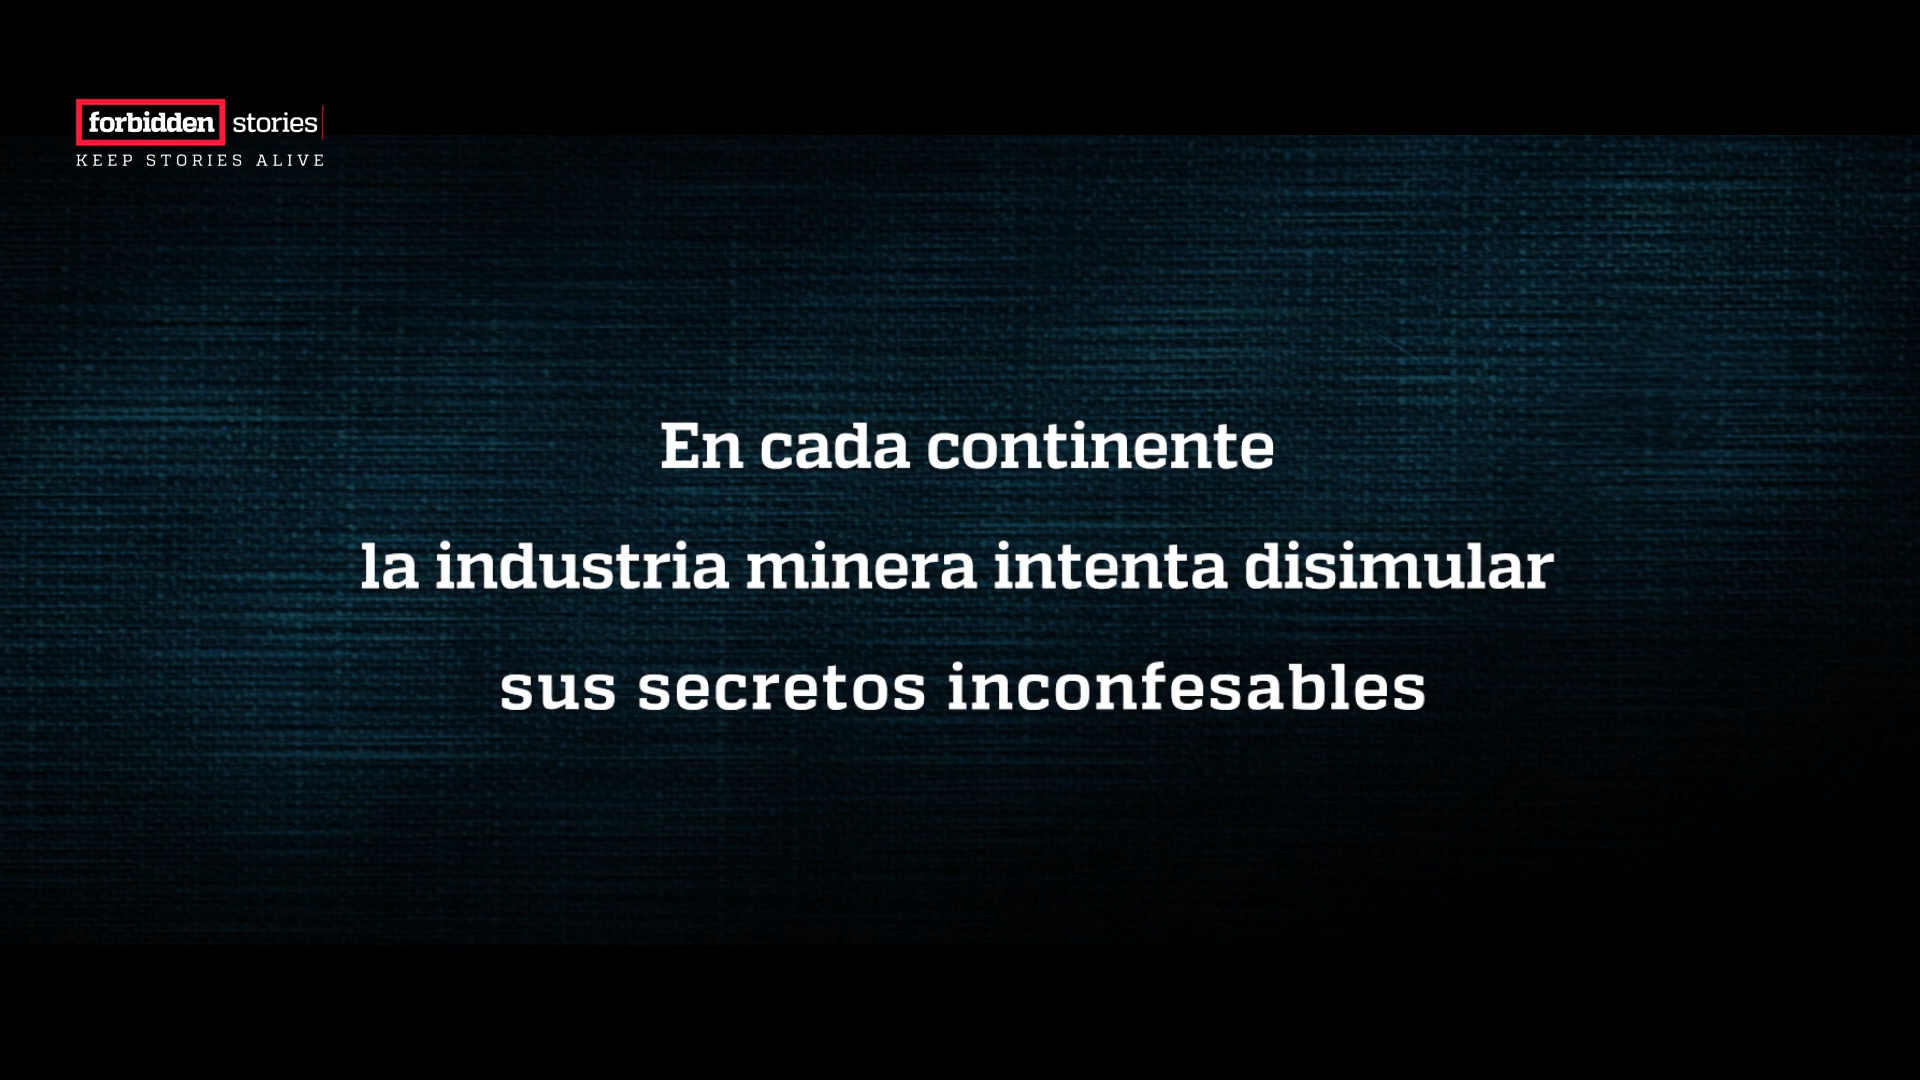 forbidden stories
KEEP STORIES ALIVE
En cada continente
la industria minera intenta disimular
sus secretos inconfesables